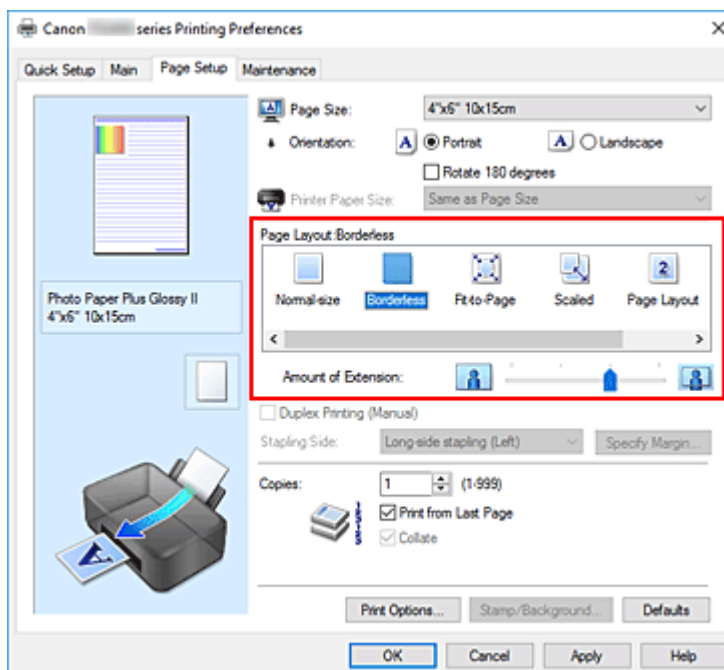 Canon series Printing Preferences
Quick Setup Main Page Setup Maintenance
Page Size: 4"x6" 10x15cm
Orientation: A Portrait A Landscape
Rotate 180 degrees
Printer Paper Size: Same as Page Size
Page Layout:Borderless
2
Normal-size Borderless Fit-to-Page Scaled Page Layout
Photo Paper Plus Glossy II
4"x6" 10x15cm
Amount of Extension:
Duplex Printing (Manual)
Stapling Side: Long-side stapling (Left) Specify Margin...
Copies: 1 (1-999)
Print from Last Page
Collate
A
Print Options... Stamp/Background... Defaults
OK Cancel Apply Help